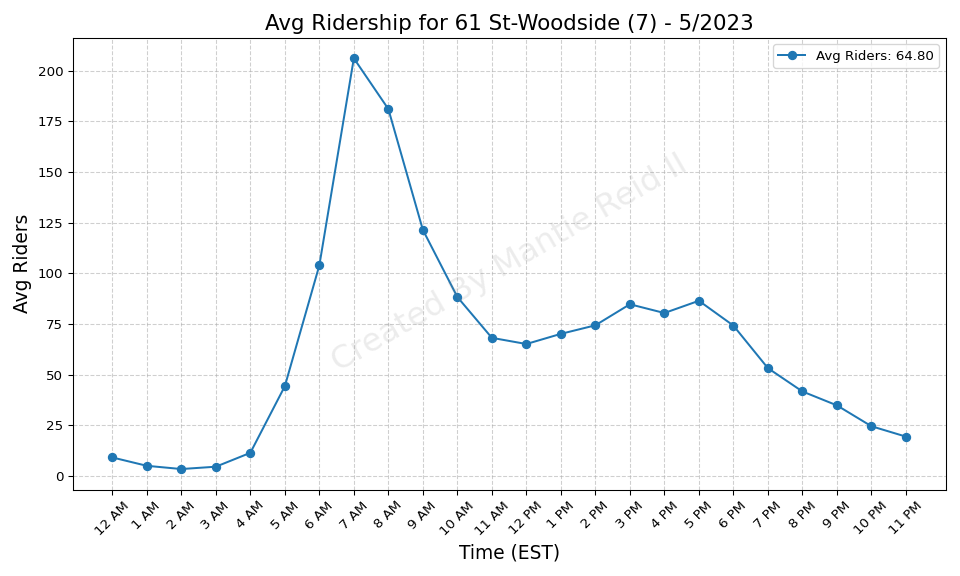 Avg Ridership for 61 St-Woodside (7) - 5/2023
Avg Riders: 64.80
Avg Riders
200
175
150
125
100
75
50
25
0
Created By Mantle Reid II
12 AM
1 AM
2 AM
3 AM
4 AM
5 AM
6 AM
7 AM
8 AM
9 AM
10 AM
11 AM
12 PM
1 PM
2 PM
3 PM
4 PM
5 PM
6 PM
7 PM
8 PM
9 PM
10 PM
11 PM
Time (EST)